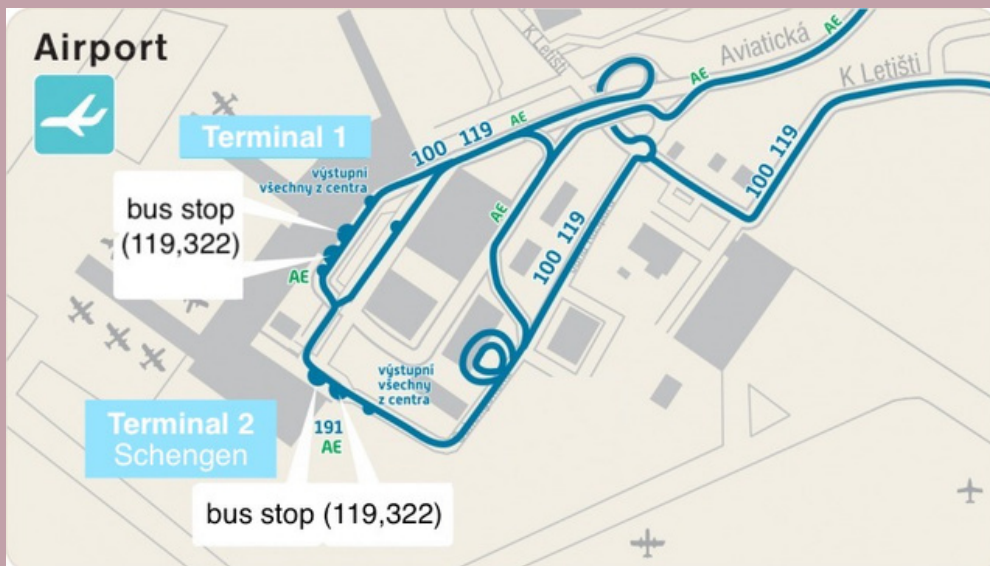 Airport
K Letišti
Aviatická
AE
AE
K Letišti
Terminal 1
100 119
AE
výstupní
všechny z centra
100 119
bus stop
(119,322)
AE
100 119
AE
výstupní
všechny
z centra
Terminal 2
Schengen
191
AE
bus stop (119,322)